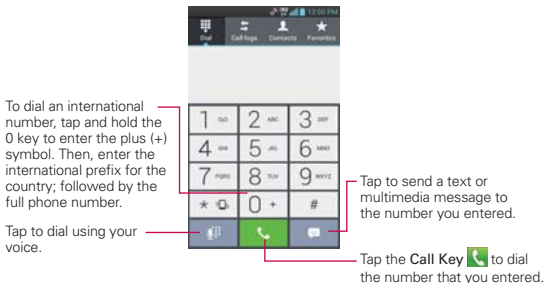 12:00 PM
Dial Call logs Contacts Favorites
To dial an international
number, tap and hold the
0 key to enter the plus (+)
symbol. Then, enter the
international prefix for the
country; followed by the
full phone number.
Tap to dial using your
voice.
1 2 ABC 3 DEF
4 GHI 5 JKL 6 MNO
7 PQRS 8 TUV 9 WXYZ
* 0 + #
Tap to send a text or
multimedia message to
the number you entered.
Tap the Call Key to dial
the number that you entered.